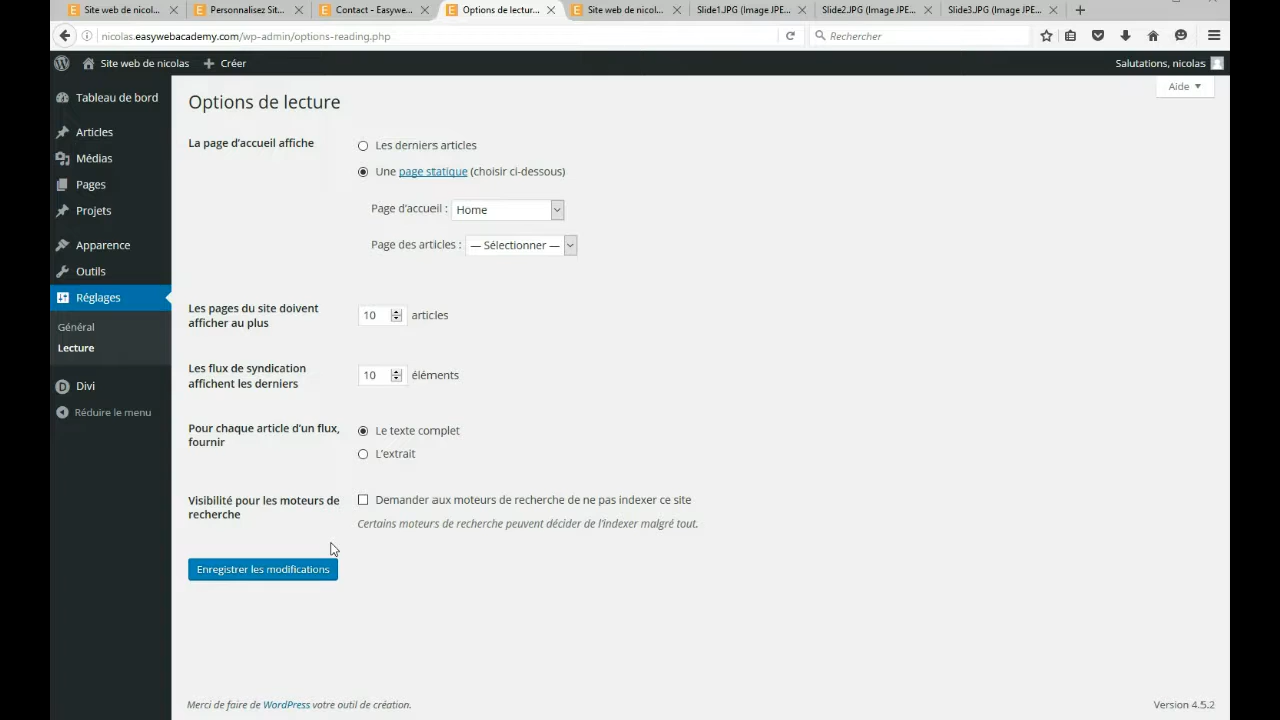 Site web de nicol... Personnalisez Sit... Contact - Easywe... Options de lectur... Site web de nicol... Slide1.JPG (Image JPE... Slide2.JPG (Image JPE... Slide3.JPG (Image JPE...
nicolas.easywebacademy.com/wp-admin/options-reading.php Rechercher
Site web de nicolas Créer Salutations, nicolas
Aide
Tableau de bord
Articles
Médias
Pages
Projets
Apparence
Outils
Réglages
Général
Lecture
Divi
Réduire le menu
Options de lecture
La page d'accueil affiche
Les derniers articles
Une page statique (choisir ci-dessous)
Page d'accueil : Home
Page des articles : — Sélectionner —
Les pages du site doivent
afficher au plus
10 articles
Les flux de syndication
affichent les derniers
10 éléments
Pour chaque article d'un flux,
fournir
Le texte complet
L'extrait
Visibilité pour les moteurs de
recherche
Demander aux moteurs de recherche de ne pas indexer ce site
Certains moteurs de recherche peuvent décider de l'indexer malgré tout.
Enregistrer les modifications
Merci de faire de WordPress votre outil de création. Version 4.5.2